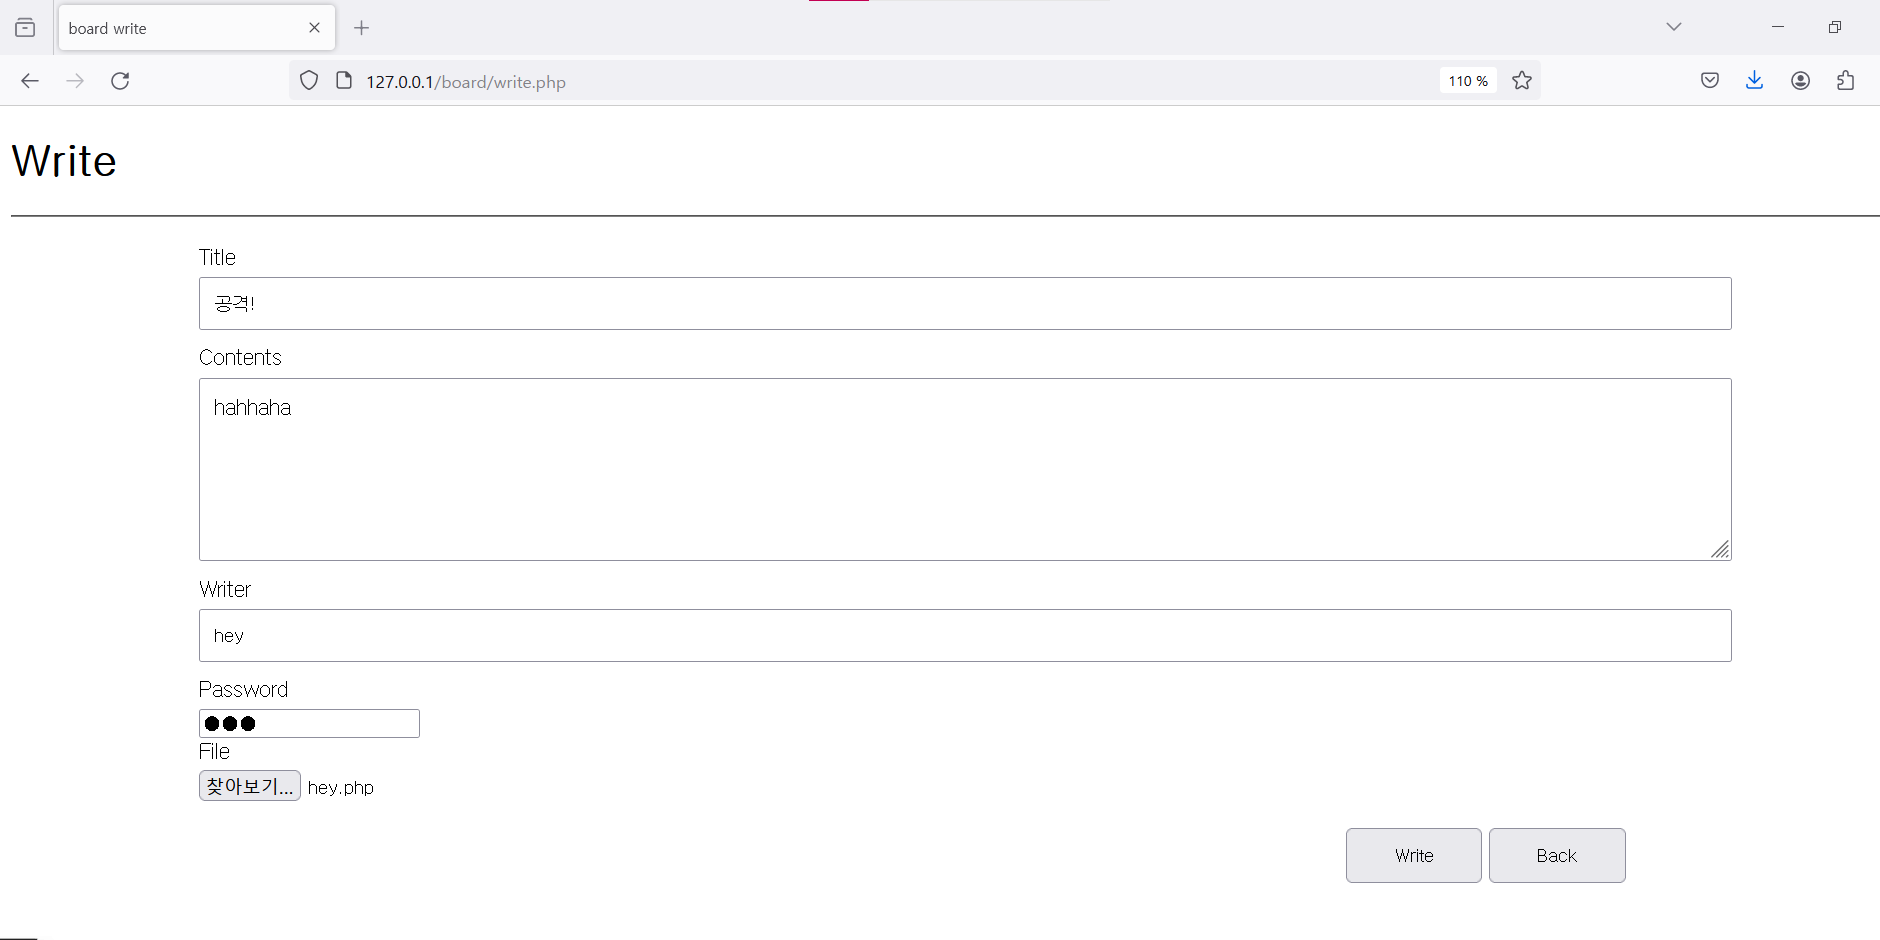 board write
127.0.0.1/board/write.php
110 %
Write
Title
공격!
Contents
hahhaha
Writer
hey
Password
File
찾아보기... hey.php
Write Back